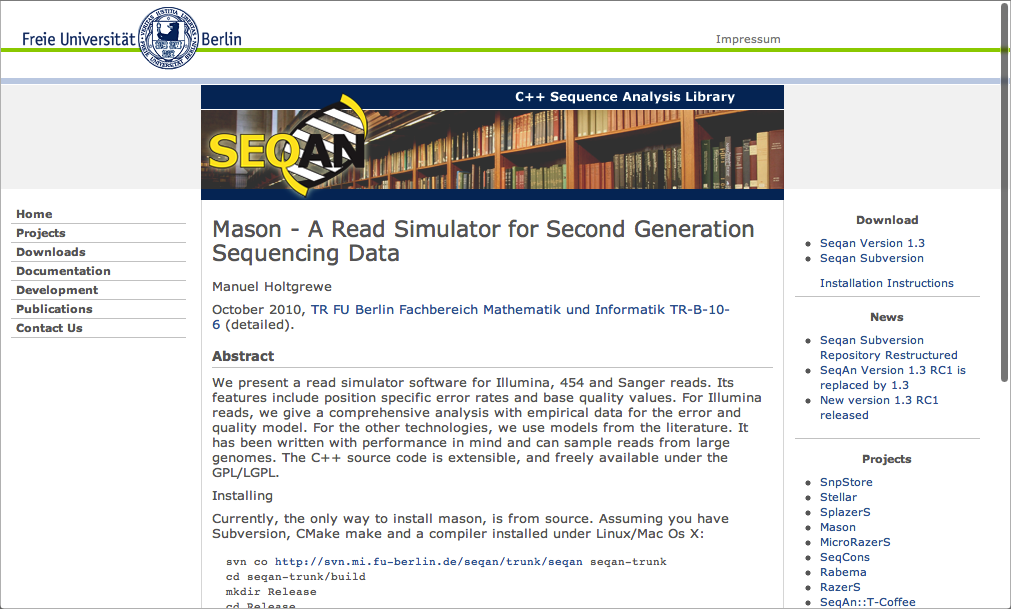 Freie Universität Berlin
Impressum
C++ Sequence Analysis Library
SEQAN
Home
Projects
Downloads
Documentation
Development
Publications
Contact Us
Mason - A Read Simulator for Second Generation
Sequencing Data
Manuel Holtgrewe
October 2010, TR FU Berlin Fachbereich Mathematik und Informatik TR-B-10-
6 (detailed).
Abstract
We present a read simulator software for Illumina, 454 and Sanger reads. Its
features include position specific error rates and base quality values. For Illumina
reads, we give a comprehensive analysis with empirical data for the error and
quality model. For the other technologies, we use models from the literature. It
has been written with performance in mind and can sample reads from large
genomes. The C++ source code is extensible, and freely available under the
GPL/LGPL.
Installing
Currently, the only way to install mason, is from source. Assuming you have
Subversion, CMake make and a compiler installed under Linux/Mac Os X:
svn co http://svn.mi.fu-berlin.de/seqan/trunk/seqan seqan-trunk
cd seqan-trunk/build
mkdir Release
cd Release
Download
Seqan Version 1.3
Seqan Subversion
Installation Instructions
News
Seqan Subversion
Repository Restructured
SeqAn Version 1.3 RC1 is
replaced by 1.3
New version 1.3 RC1
released
Projects
SnpStore
Stellar
SplazerS
Mason
MicroRazerS
SeqCons
Rabema
RazerS
SeqAn::T-Coffee